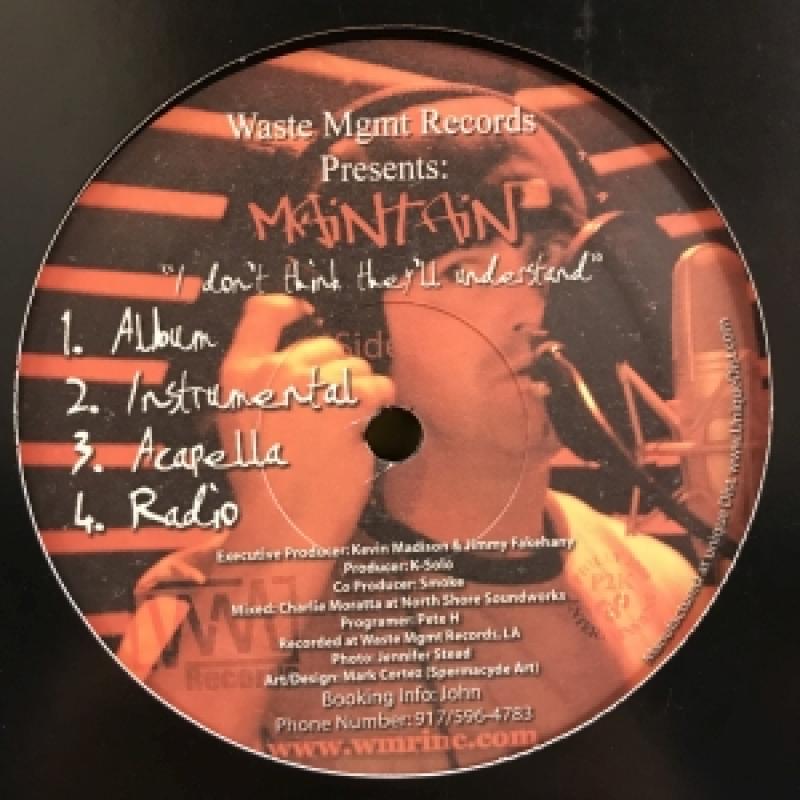 Waste Mgmt Records
Presents:
MAiNTAiN
"I don't think they'll understand"
Side
1. Album
2. Instrumental
3. Acapella
4. Radio
Executive Producer: Kevin Madison & Jimmy Fakehany
Producer: K-Solo
Co Producer: Smoke
Mixed: Charlie Moratta at North Shore Soundworks
Programer: Pete H
Recorded at Waste Mgmt Records, LA
Photo: Jennifer Stead
Art/Design: Mark Cortez (Spermacyde Art)
Booking Info: John
Phone Number: 917/596-4783
www.wmrinc.com
WMR
Records